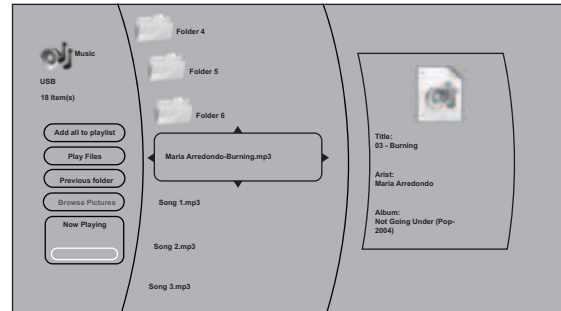 Music
USB
18 Item(s)
Add all to playlist
Play Files
Previous folder
Browse Pictures
Now Playing
Folder 4
Folder 5
Folder 6
Maria Arredondo-Burning.mp3
Song 1.mp3
Song 2.mp3
Song 3.mp3
Title:
03 - Burning
Arist:
Maria Arredondo
Album:
Not Going Under (Pop-
2004)